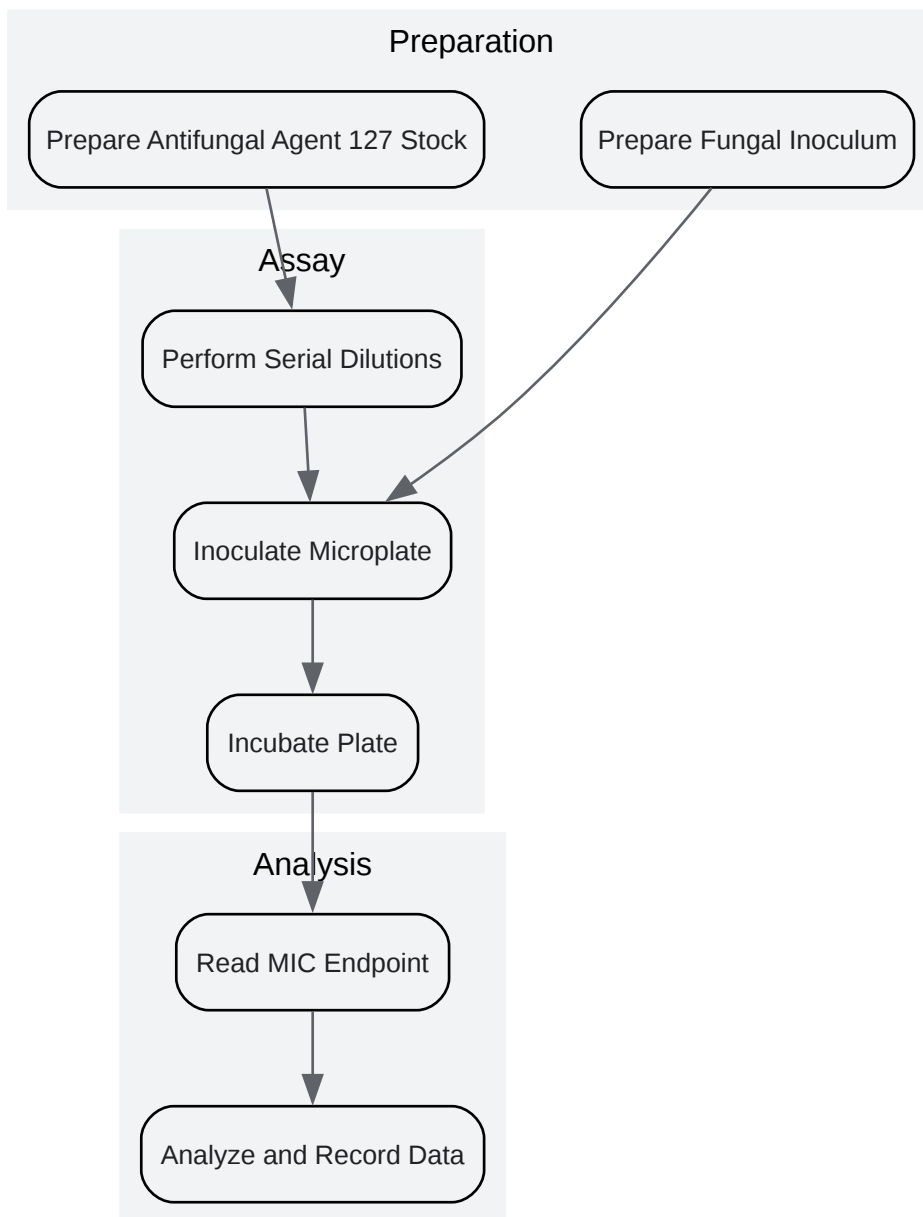 Preparation
Prepare Antifungal Agent 127 Stock
Prepare Fungal Inoculum
Assay
Perform Serial Dilutions
Inoculate Microplate
Incubate Plate
Analysis
Read MIC Endpoint
Analyze and Record Data